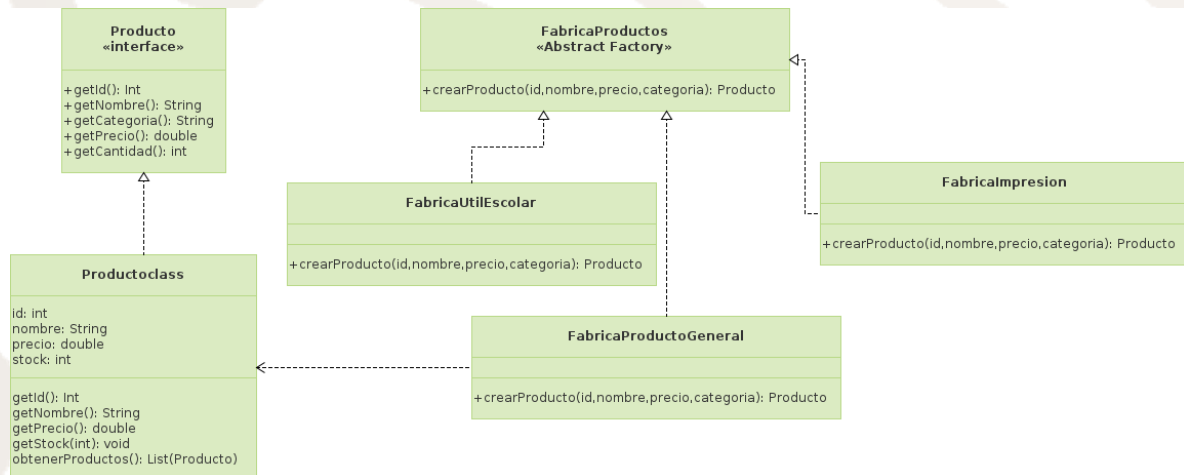 Producto
«interface»
+getId(): Int
+getNombre(): String
+getCategoria(): String
+getPrecio(): double
+getCantidad(): int
FabricaProductos
«Abstract Factory»
+crearProducto(id,nombre,precio,categoria): Producto
FabricaUtilEscolar
+crearProducto(id,nombre,precio,categoria): Producto
FabricaImpresion
+crearProducto(id,nombre,precio,categoria): Producto
Productoclass
id: int
nombre: String
precio: double
stock: int
getId(): Int
getNombre(): String
getPrecio(): double
getStock(int): void
obtenerProductos(): List(Producto)
FabricaProductoGeneral
+crearProducto(id,nombre,precio,categoria): Producto